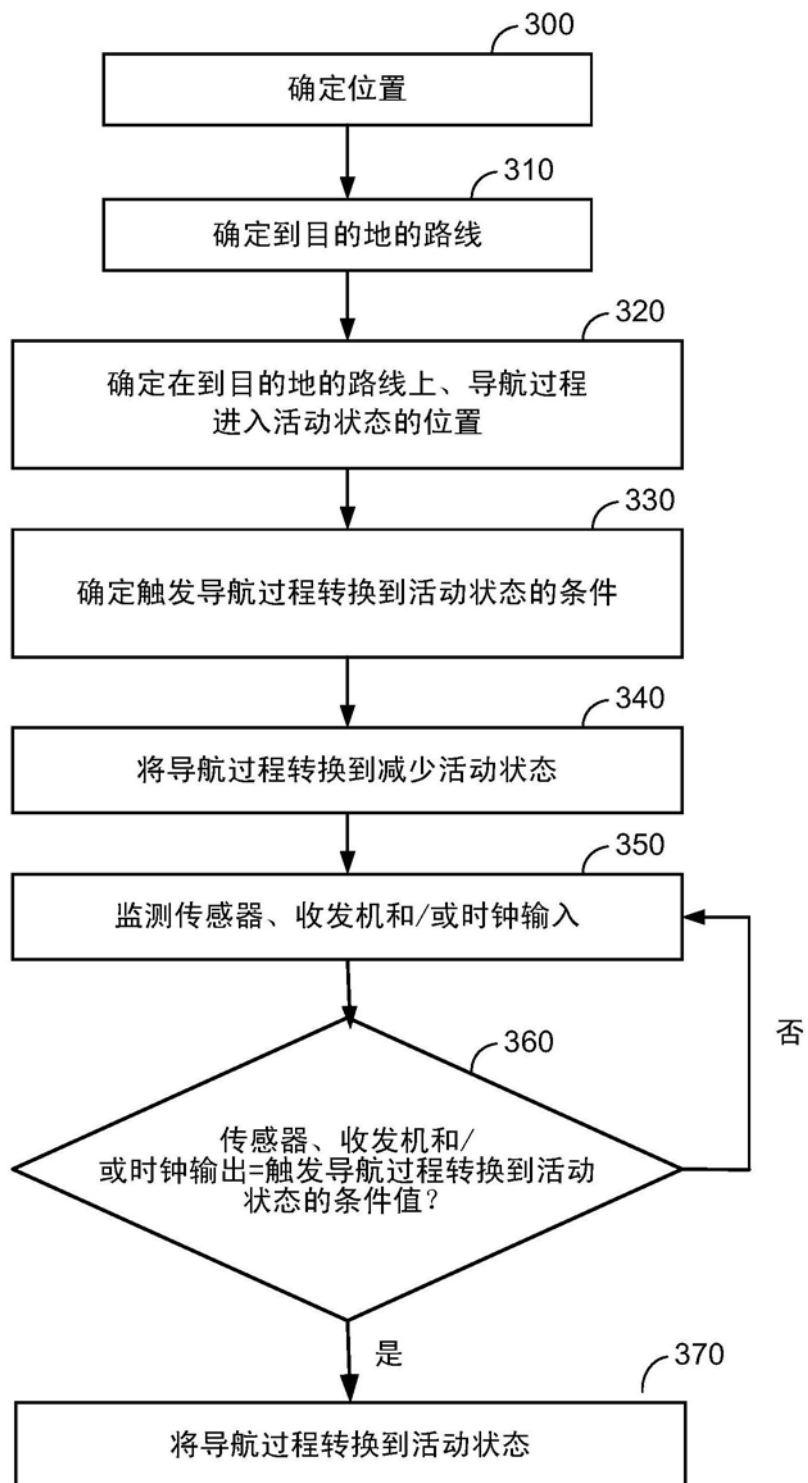 300
确定位置
310
确定到目的地的路线
320
确定在到目的地的路线上、导航过程
进入活动状态的位置
330
确定触发导航过程转换到活动状态的条件
340
将导航过程转换到减少活动状态
350
监测传感器、收发机和/或时钟输入
否
360
传感器、收发机和/
或时钟输出=触发导航过程转换到活动
状态的条件值？
是
370
将导航过程转换到活动状态